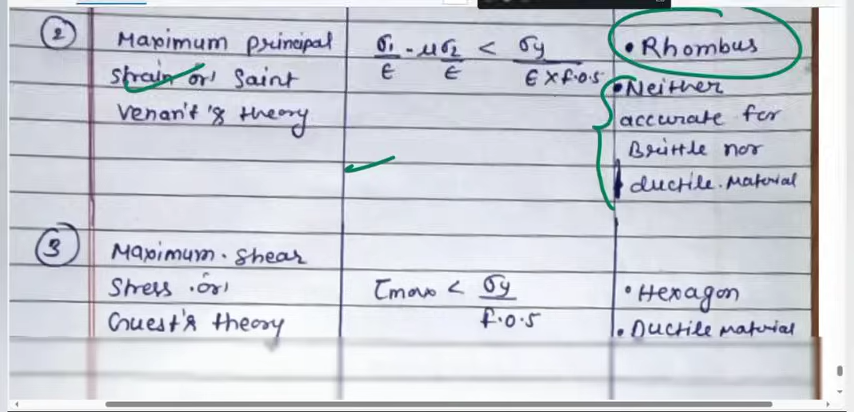 ② Maximum principal σ1/E - μσ2/E < σy/E×f.o.s • Rhombus
strain or Saint • Neither
Venant's theory accurate for
Brittle nor
ductile. Material
③ Maximum. shear
Stress .or τmax < σy/f.o.s • Hexagon
Guest's theory • Ductile material